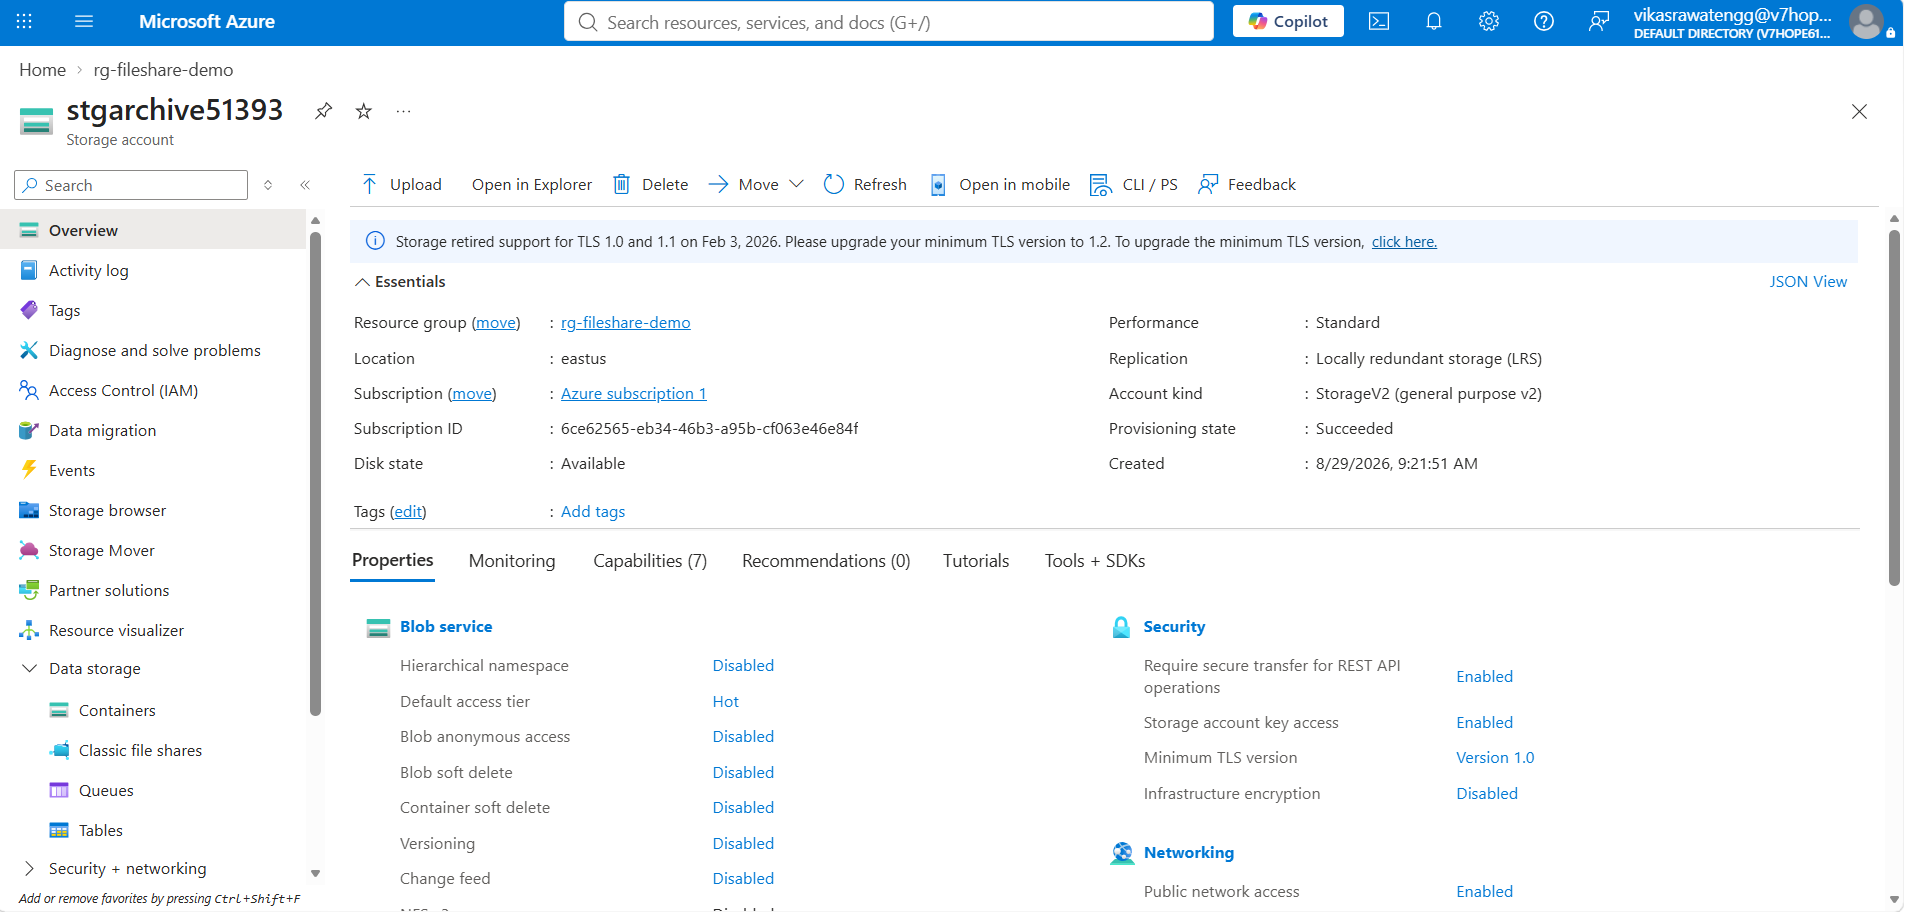 Microsoft Azure
Search resources, services, and docs (G+/)
Copilot
vikasrawatengg@v7hop...
DEFAULT DIRECTORY (V7HOPE61...
Home
rg-fileshare-demo
stgarchive51393
...
Storage account
Search
Upload
Open in Explorer
Delete
Move
Refresh
Open in mobile
CLI / PS
Feedback
Overview
Activity log
Tags
Diagnose and solve problems
Access Control (IAM)
Data migration
Events
Storage browser
Storage Mover
Partner solutions
Resource visualizer
Data storage
Containers
Classic file shares
Queues
Tables
Security + networking
Add or remove favorites by pressing Ctrl+Shift+F
Storage retired support for TLS 1.0 and 1.1 on Feb 3, 2026. Please upgrade your minimum TLS version to 1.2. To upgrade the minimum TLS version, click here.
Essentials
JSON View
Resource group (move) : rg-fileshare-demo
Location : eastus
Subscription (move) : Azure subscription 1
Subscription ID : 6ce62565-eb34-46b3-a95b-cf063e46e84f
Disk state : Available
Tags (edit) : Add tags
Performance : Standard
Replication : Locally redundant storage (LRS)
Account kind : StorageV2 (general purpose v2)
Provisioning state : Succeeded
Created : 8/29/2026, 9:21:51 AM
Properties
Monitoring
Capabilities (7)
Recommendations (0)
Tutorials
Tools + SDKs
Blob service
Hierarchical namespace Disabled
Default access tier Hot
Blob anonymous access Disabled
Blob soft delete Disabled
Container soft delete Disabled
Versioning Disabled
Change feed Disabled
Security
Require secure transfer for REST API
operations Enabled
Storage account key access Enabled
Minimum TLS version Version 1.0
Infrastructure encryption Disabled
Networking
Public network access Enabled